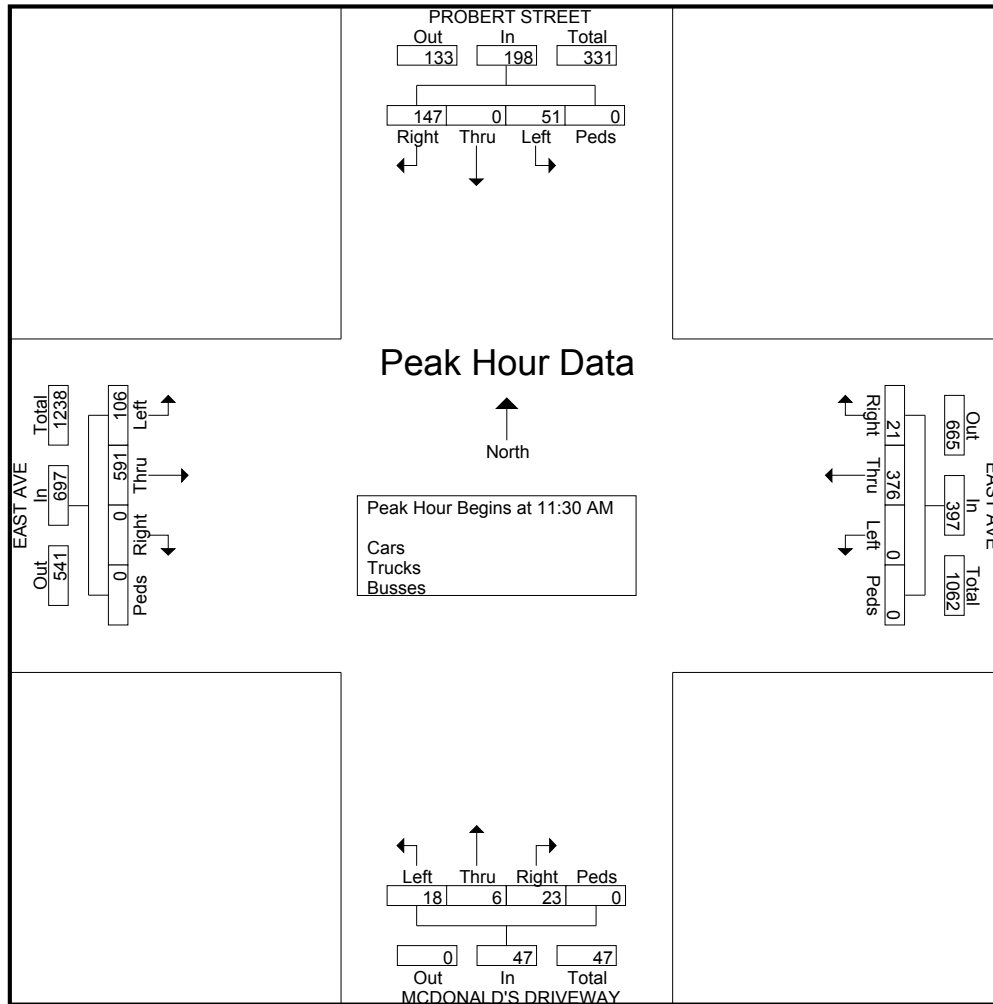 PROBERT STREET
Out In Total
133 198 331
147 0 51 0
Right Thru Left Peds
Peak Hour Data
North
Peak Hour Begins at 11:30 AM
Cars
Trucks
Busses
EAST AVE
Total In Out
1238 697 541
106 591 0 0
Left Thru Right Peds
Right Thru Left Peds
21 376 0 0
665 397 1062
Out In Total
EAST AVE
Left Thru Right Peds
18 6 23 0
0 47 47
Out In Total
MCDONALD'S DRIVEWAY